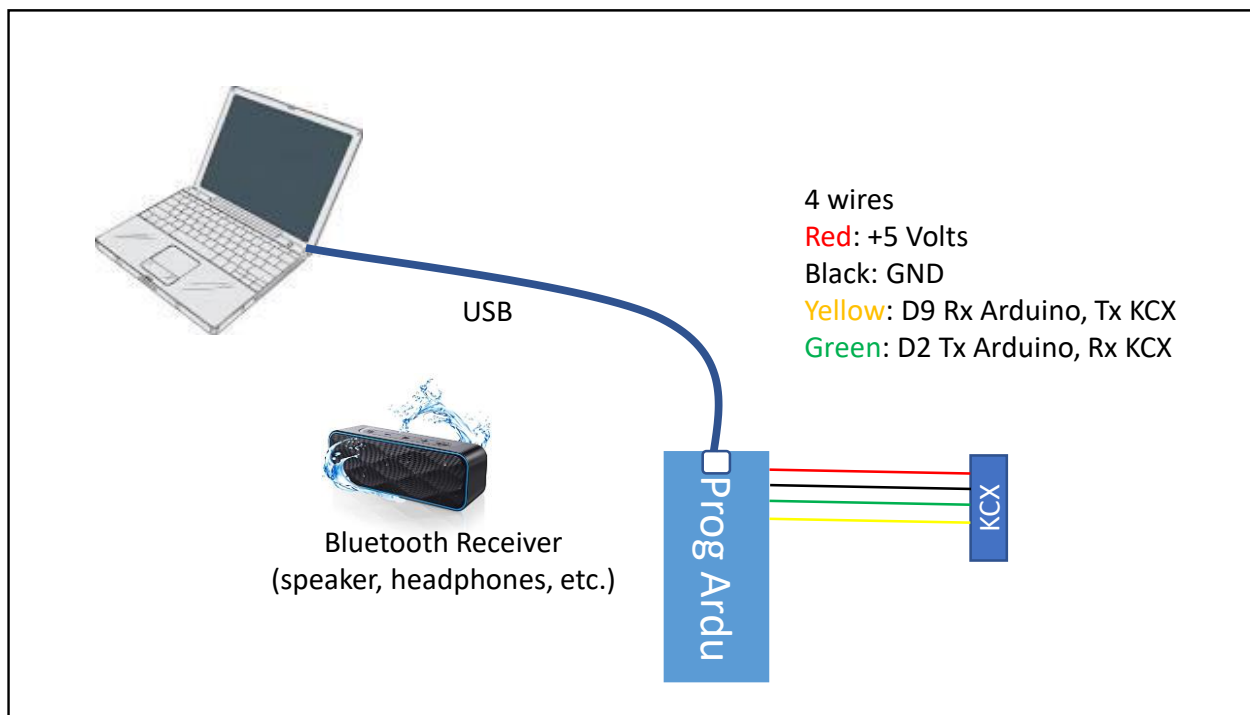 4 wires
Red: +5 Volts
Black: GND
Yellow: D9 Rx Arduino, Tx KCX
Green: D2 Tx Arduino, Rx KCX
USB
Bluetooth Receiver
(speaker, headphones, etc.)
Prog Ardu
KCX